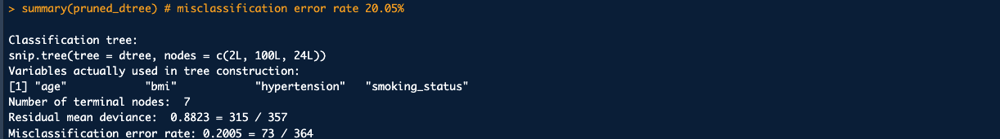 > summary(pruned_dtree) # misclassification error rate 20.05%
Classification tree:
snip.tree(tree = dtree, nodes = c(2L, 100L, 24L))
Variables actually used in tree construction:
[1] "age"            "bmi"            "hypertension"   "smoking_status"
Number of terminal nodes:  7
Residual mean deviance:  0.8823 = 315 / 357
Misclassification error rate: 0.2005 = 73 / 364